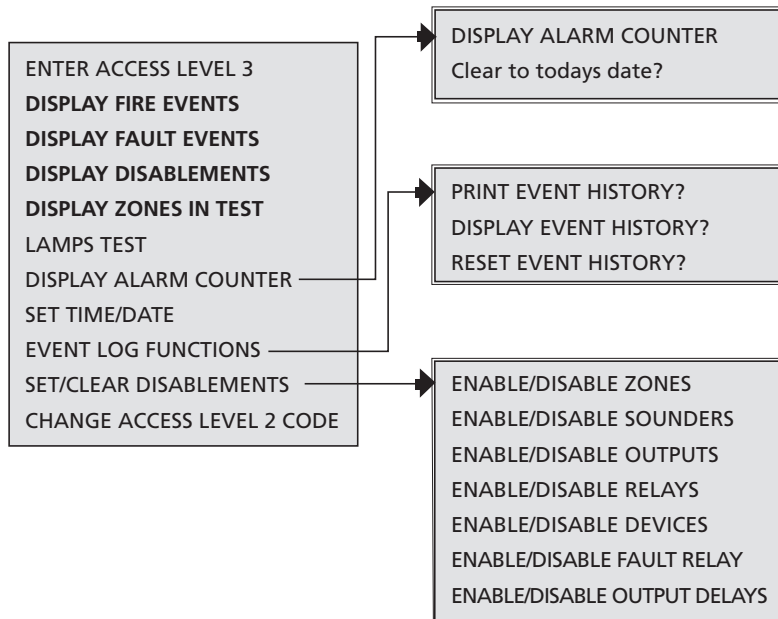 ENTER ACCESS LEVEL 3
DISPLAY FIRE EVENTS
DISPLAY FAULT EVENTS
DISPLAY DISABLEMENTS
DISPLAY ZONES IN TEST
LAMPS TEST
DISPLAY ALARM COUNTER
SET TIME/DATE
EVENT LOG FUNCTIONS
SET/CLEAR DISABLEMENTS
CHANGE ACCESS LEVEL 2 CODE
DISPLAY ALARM COUNTER
Clear to todays date?
PRINT EVENT HISTORY?
DISPLAY EVENT HISTORY?
RESET EVENT HISTORY?
ENABLE/DISABLE ZONES
ENABLE/DISABLE SOUNDERS
ENABLE/DISABLE OUTPUTS
ENABLE/DISABLE RELAYS
ENABLE/DISABLE DEVICES
ENABLE/DISABLE FAULT RELAY
ENABLE/DISABLE OUTPUT DELAYS